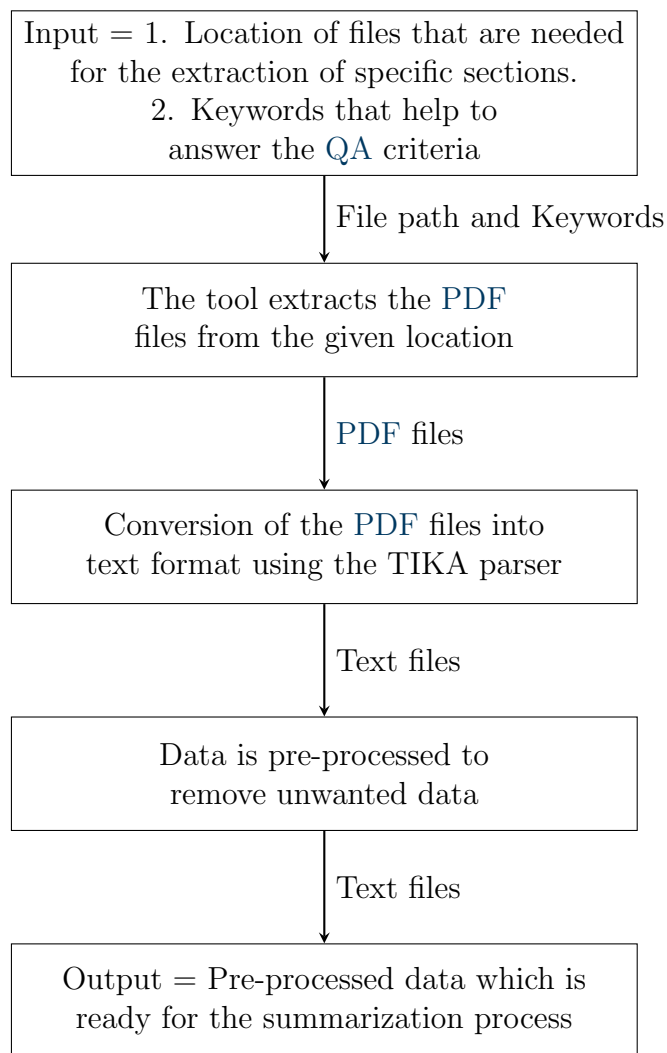 Input = 1. Location of files that are needed
for the extraction of specific sections.
2. Keywords that help to
answer the QA criteria
File path and Keywords
The tool extracts the PDF
files from the given location
PDF files
Conversion of the PDF files into
text format using the TIKA parser
Text files
Data is pre-processed to
remove unwanted data
Text files
Output = Pre-processed data which is
ready for the summarization process